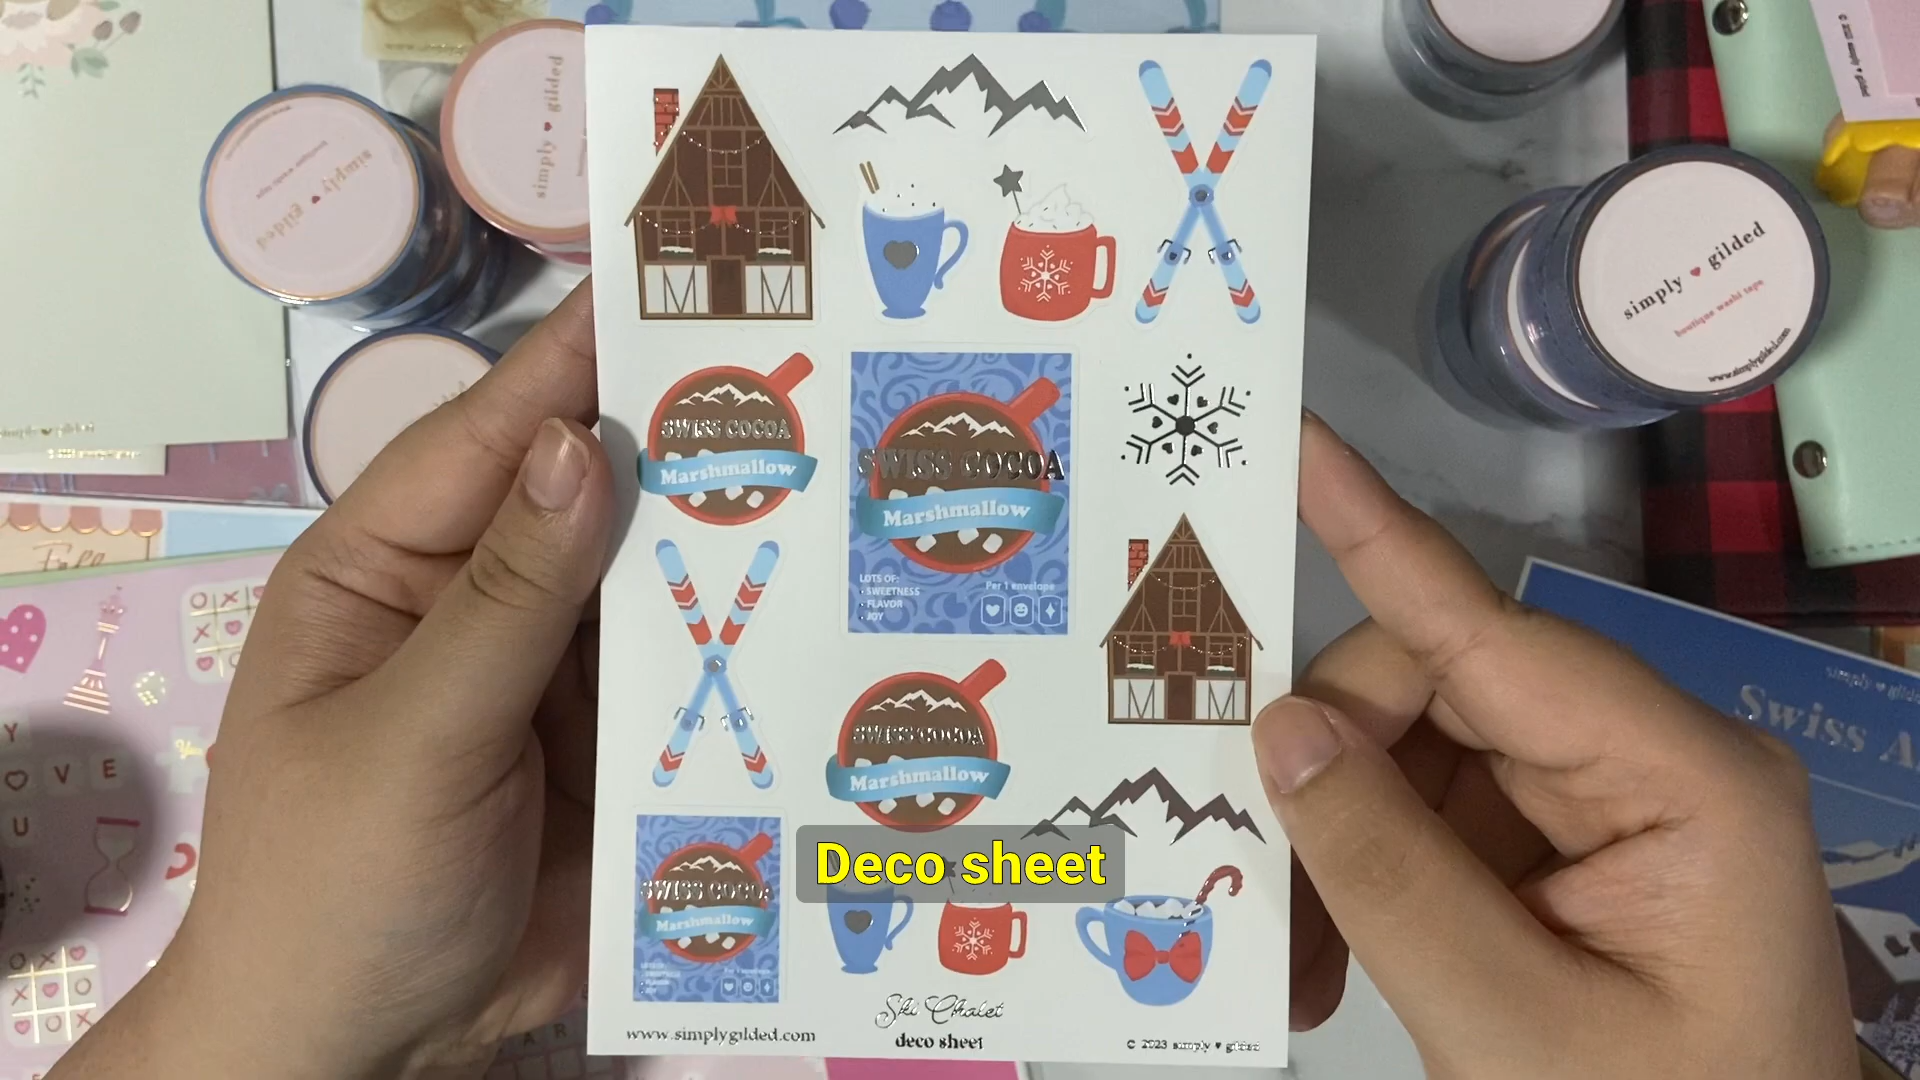 simply ♥ gilded
simply ♥ gilded
simply ♥ gilded
boutique washi tape
www.simplygilded.com
SWISS COCOA
Marshmallow
SWISS COCOA
Marshmallow
LOTS OF:
· SWEETNESS
· FLAVOR
· JOY
Per 1 envelope
SWISS COCOA
Marshmallow
SWISS COCOA
Marshmallow
Deco sheet
Ski Chalet
deco sheet
www.simplygilded.com
© 2023 simply ♥ gilded
Fall
Swiss